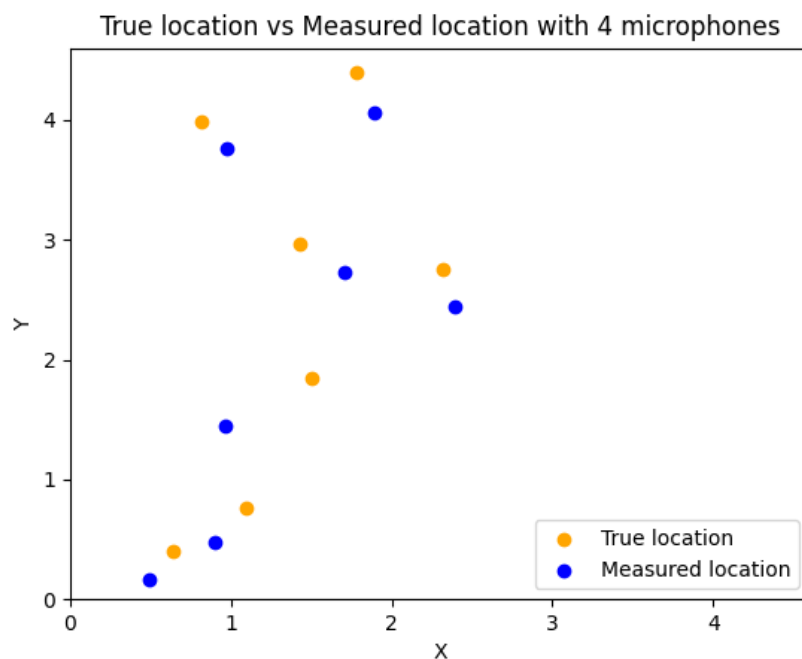 True location vs Measured location with 4 microphones
4
3
Y
2
1
0
True location
Measured location
0 1 2 3 4
X